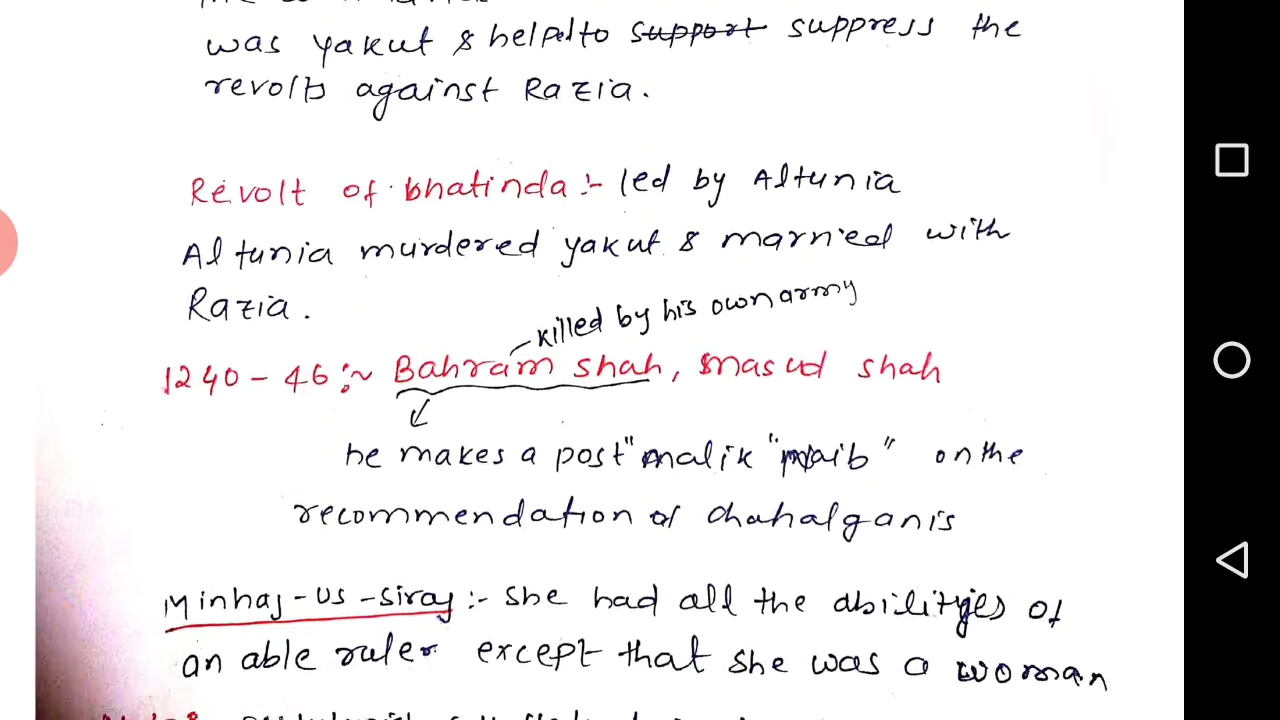 was yakut & helped to support suppress the
revolts against Razia.
Revolt of bhatinda :- led by Altunia
Altunia murdered yakut & married with
Razia.
killed by his own army
1240-46 :~ Bahram shah, masud shah
he makes a post "malik "naib" on the
recommendation of chahalganis
Minhaj-us-siraj :- she had all the abilityies of
an able ruler except that she was a woman